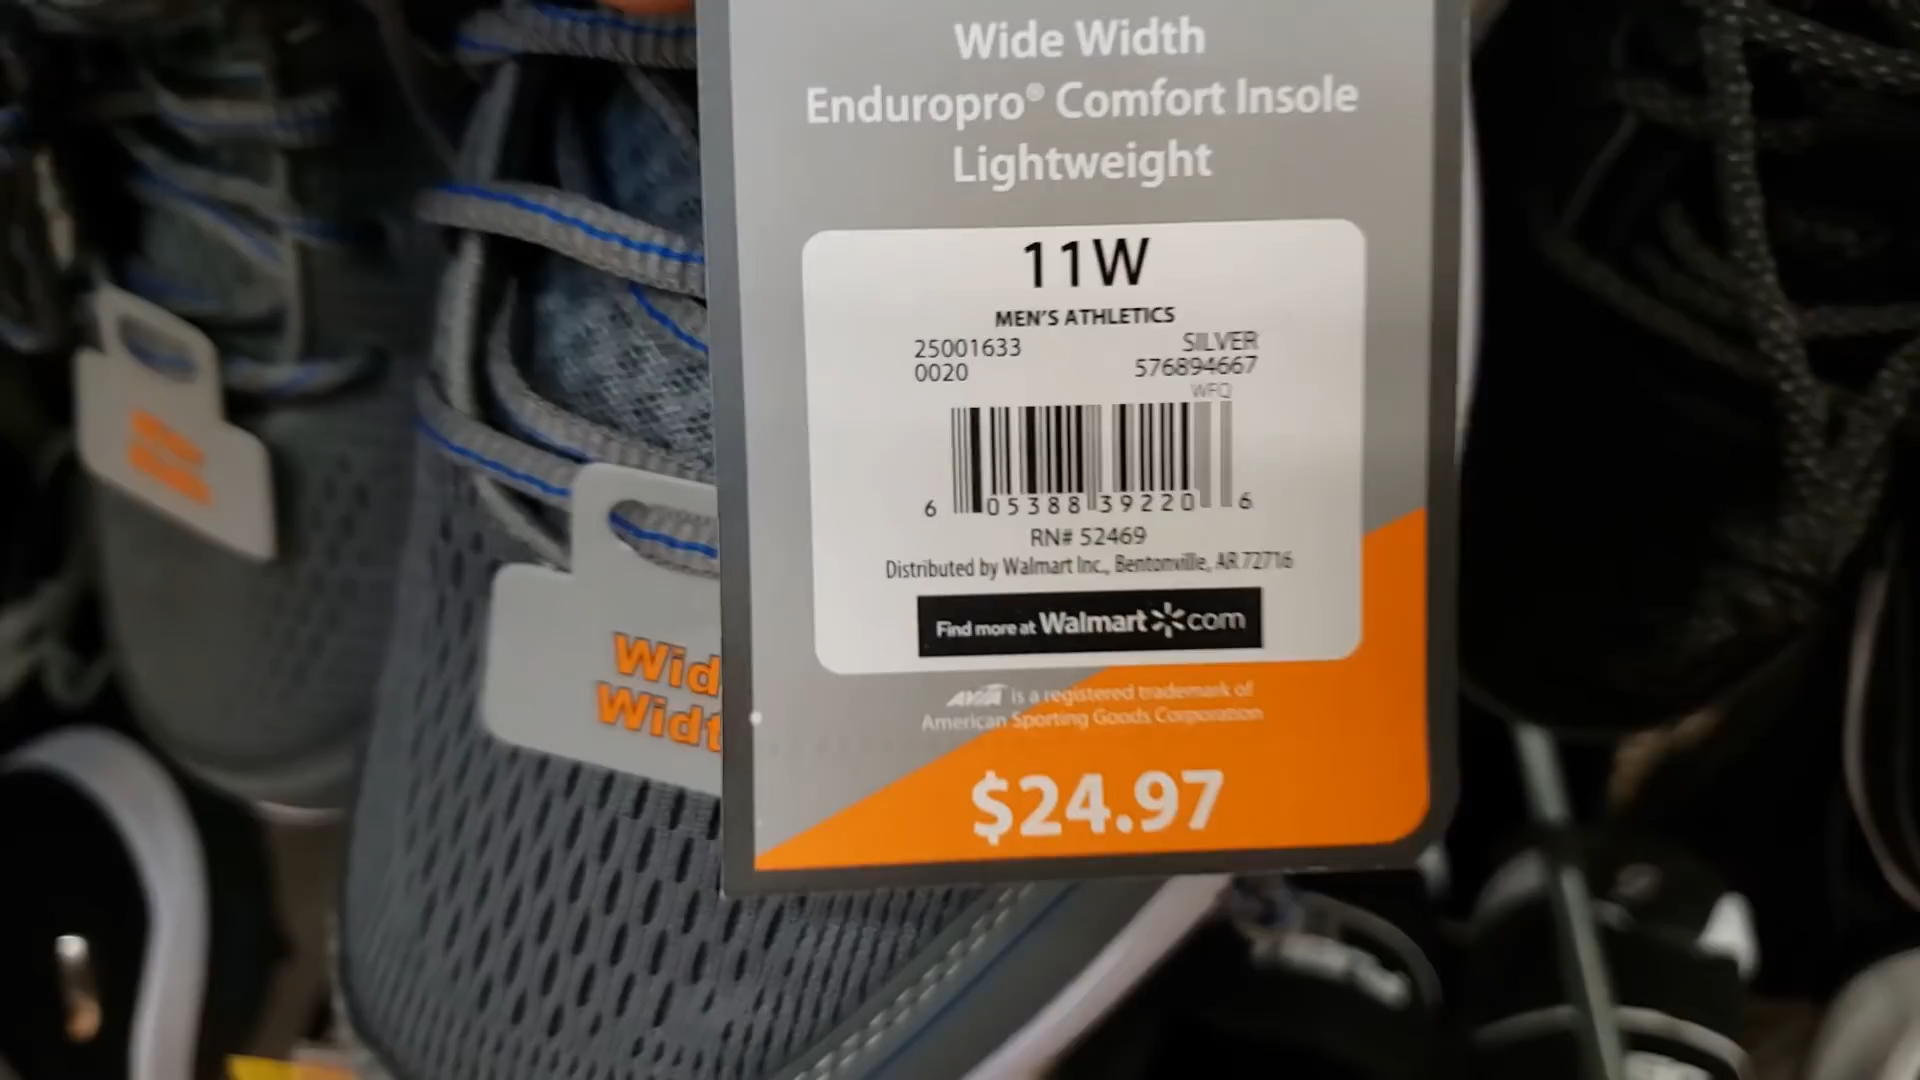 Wide Width
Enduropro® Comfort Insole
Lightweight
11W
MEN'S ATHLETICS
25001633 SILVER
0020 576894667
WFQ
6 05388 39220 6
RN# 52469
Distributed by Walmart Inc., Bentonville, AR 72716
Find more at Walmart com
AVIA is a registered trademark of
American Sporting Goods Corporation
$24.97
Wid
Widt